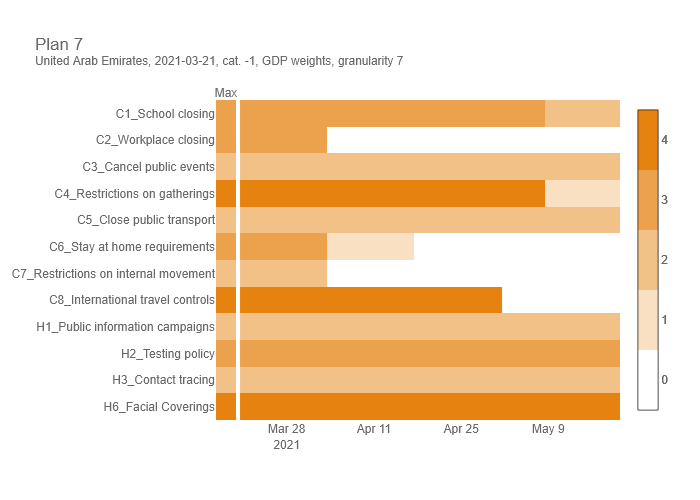 Plan 7
United Arab Emirates, 2021-03-21, cat. -1, GDP weights, granularity 7
Max
C1_School closing
C2_Workplace closing
C3_Cancel public events
C4_Restrictions on gatherings
C5_Close public transport
C6_Stay at home requirements
C7_Restrictions on internal movement
C8_International travel controls
H1_Public information campaigns
H2_Testing policy
H3_Contact tracing
H6_Facial Coverings
Mar 28 Apr 11 Apr 25 May 9
2021
4
3
2
1
0